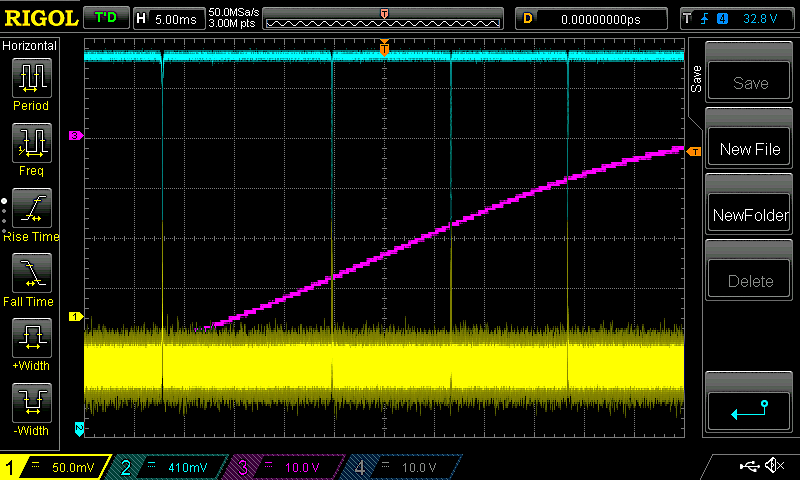 RIGOL T'D H 5.00ms 50.0MSa/s 3.00M pts D 0.00000000ps T 4 32.8 V
Horizontal
Period
Freq
Rise Time
Fall Time
+Width
-Width
T
3
T
1
2
Save
Save
New File
NewFolder
Delete
1 50.0mV 2 410mV 3 10.0 V 4 10.0 V